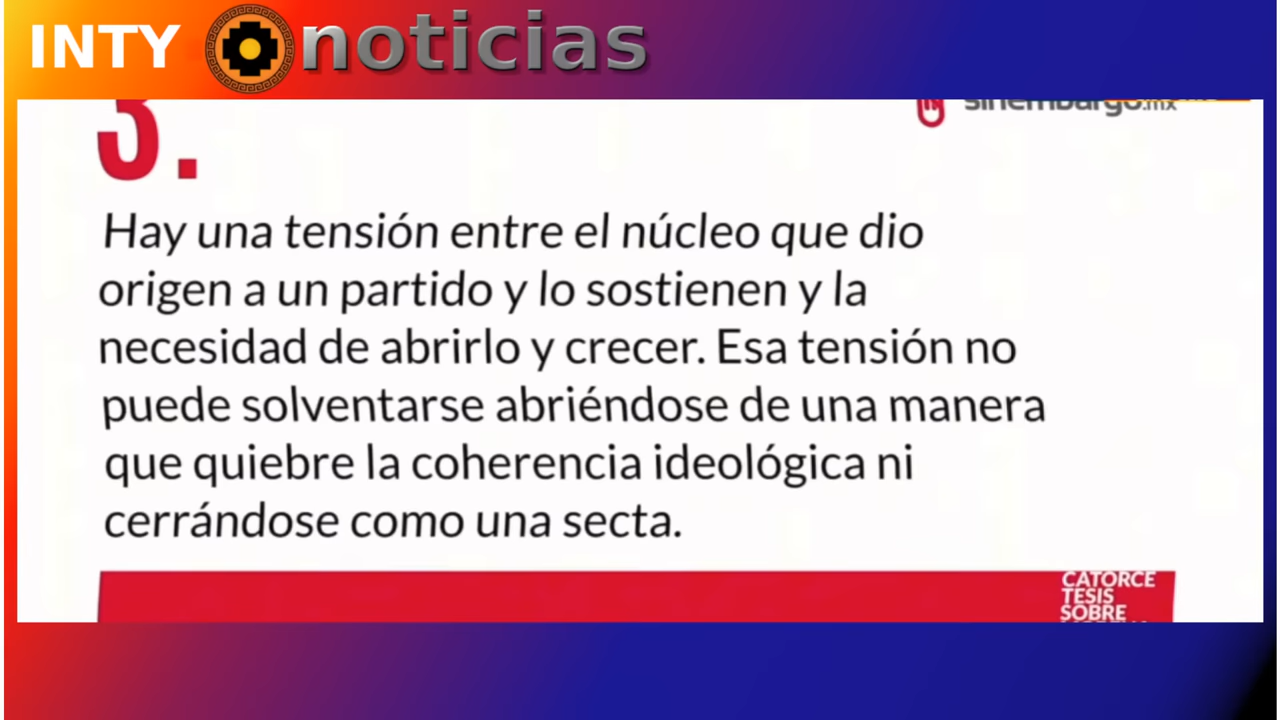 INTY noticias
3.
sinembargo.mx
Hay una tensión entre el núcleo que dio
origen a un partido y lo sostienen y la
necesidad de abrirlo y crecer. Esa tensión no
puede solventarse abriéndose de una manera
que quiebre la coherencia ideológica ni
cerrándose como una secta.
CATORCE
TESIS
SOBRE